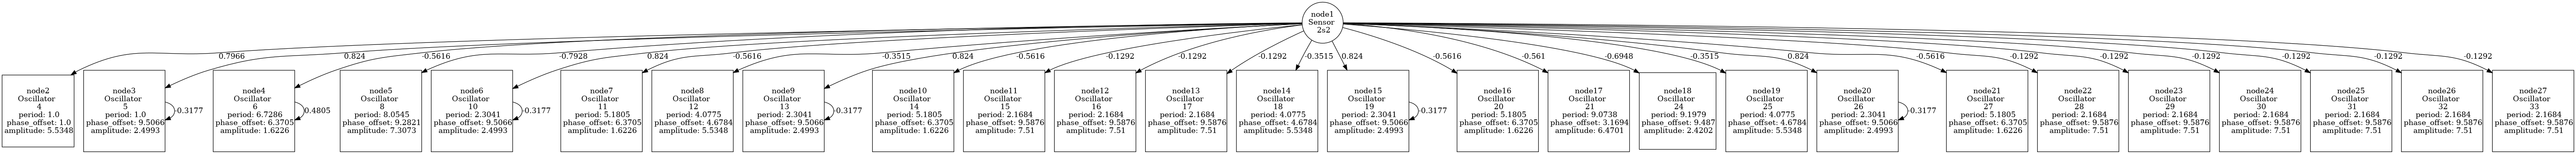 node1
Sensor
2s2
0.7966
0.824
-0.5616
-0.7928
0.824
-0.5616
-0.3515
0.824
-0.5616
-0.1292
-0.1292
-0.1292
-0.3515
0.824
-0.5616
-0.561
-0.6948
-0.3515
0.824
-0.5616
-0.1292
-0.1292
-0.1292
-0.1292
-0.1292
-0.1292
node2
Oscillator
4
period: 1.0
phase_offset: 1.0
amplitude: 5.5348
node3
Oscillator
5
period: 1.0
phase_offset: 9.5066
amplitude: 2.4993
-0.3177
node4
Oscillator
6
period: 6.7286
phase_offset: 6.3705
amplitude: 1.6226
0.4805
node5
Oscillator
8
period: 8.0545
phase_offset: 9.2821
amplitude: 7.3073
node6
Oscillator
10
period: 2.3041
phase_offset: 9.5066
amplitude: 2.4993
-0.3177
node7
Oscillator
11
period: 5.1805
phase_offset: 6.3705
amplitude: 1.6226
node8
Oscillator
12
period: 4.0775
phase_offset: 4.6784
amplitude: 5.5348
node9
Oscillator
13
period: 2.3041
phase_offset: 9.5066
amplitude: 2.4993
-0.3177
node10
Oscillator
14
period: 5.1805
phase_offset: 6.3705
amplitude: 1.6226
node11
Oscillator
15
period: 2.1684
phase_offset: 9.5876
amplitude: 7.51
node12
Oscillator
16
period: 2.1684
phase_offset: 9.5876
amplitude: 7.51
node13
Oscillator
17
period: 2.1684
phase_offset: 9.5876
amplitude: 7.51
node14
Oscillator
18
period: 4.0775
phase_offset: 4.6784
amplitude: 5.5348
node15
Oscillator
19
period: 2.3041
phase_offset: 9.5066
amplitude: 2.4993
-0.3177
node16
Oscillator
20
period: 5.1805
phase_offset: 6.3705
amplitude: 1.6226
node17
Oscillator
21
period: 9.0738
phase_offset: 3.1694
amplitude: 6.4701
node18
Oscillator
24
period: 9.1979
phase_offset: 9.487
amplitude: 2.4202
node19
Oscillator
25
period: 4.0775
phase_offset: 4.6784
amplitude: 5.5348
node20
Oscillator
26
period: 2.3041
phase_offset: 9.5066
amplitude: 2.4993
-0.3177
node21
Oscillator
27
period: 5.1805
phase_offset: 6.3705
amplitude: 1.6226
node22
Oscillator
28
period: 2.1684
phase_offset: 9.5876
amplitude: 7.51
node23
Oscillator
29
period: 2.1684
phase_offset: 9.5876
amplitude: 7.51
node24
Oscillator
30
period: 2.1684
phase_offset: 9.5876
amplitude: 7.51
node25
Oscillator
31
period: 2.1684
phase_offset: 9.5876
amplitude: 7.51
node26
Oscillator
32
period: 2.1684
phase_offset: 9.5876
amplitude: 7.51
node27
Oscillator
33
period: 2.1684
phase_offset: 9.5876
amplitude: 7.51